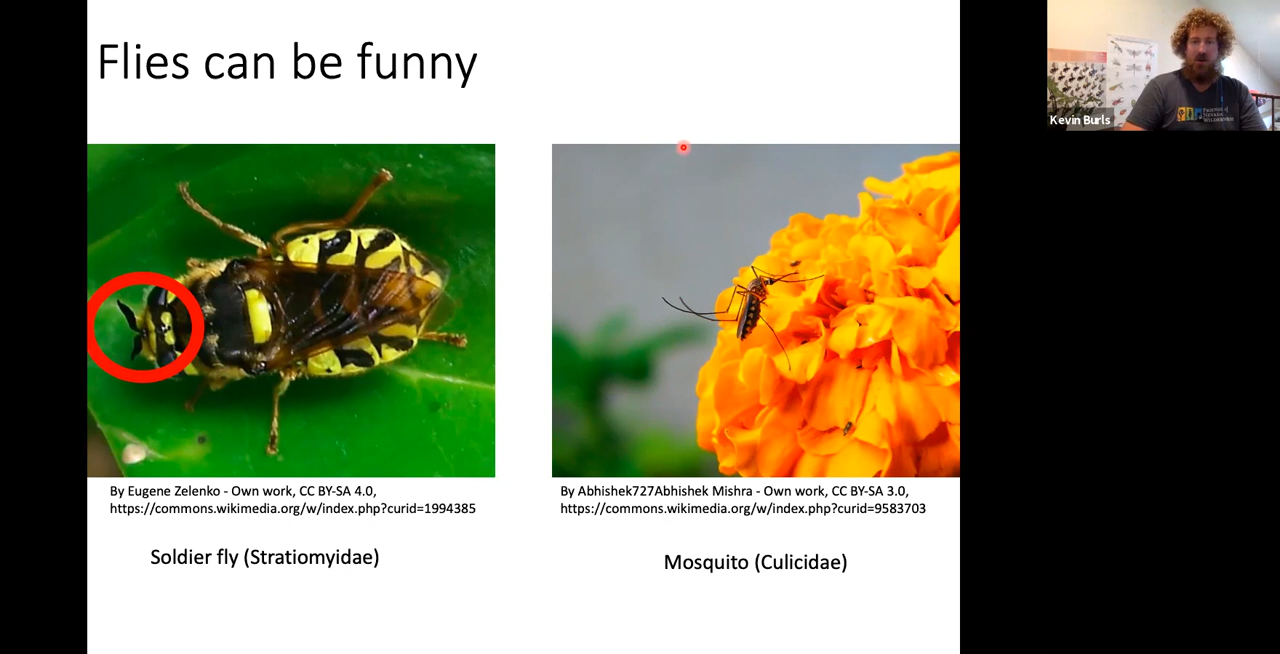 Flies can be funny
Kevin Burls
By Eugene Zelenko - Own work, CC BY-SA 4.0,
https://commons.wikimedia.org/w/index.php?curid=1994385
By Abhishek727Abhishek Mishra - Own work, CC BY-SA 3.0,
https://commons.wikimedia.org/w/index.php?curid=9583703
Soldier fly (Stratiomyidae)
Mosquito (Culicidae)